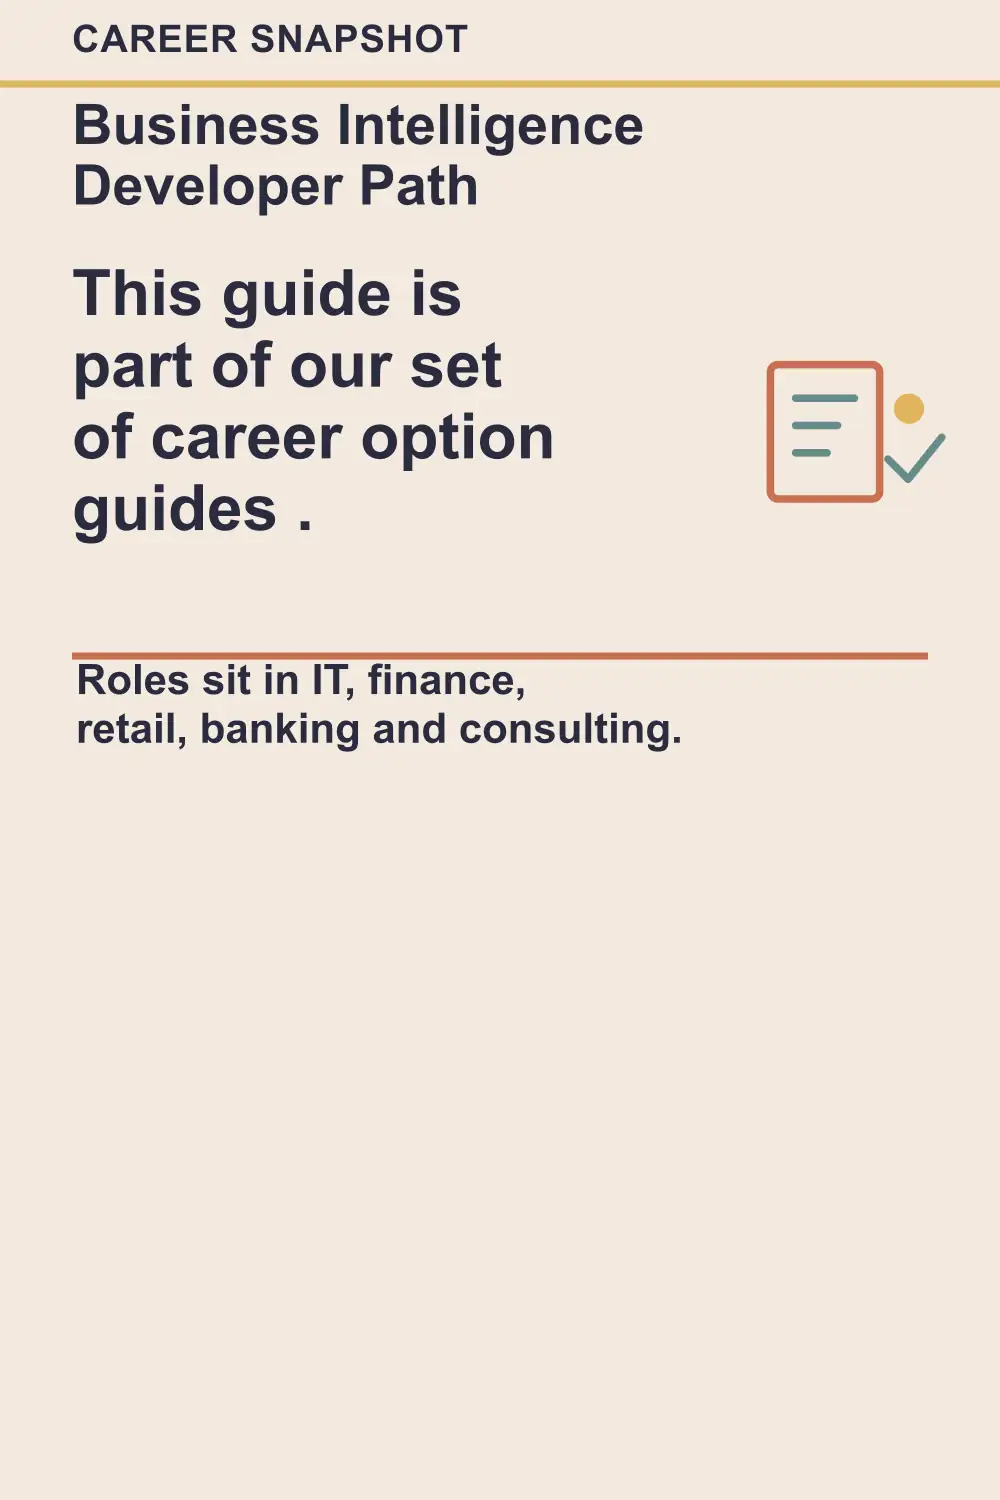 CAREER SNAPSHOT
Business Intelligence
Developer Path
This guide is
part of our set
of career option
guides .
Roles sit in IT, finance,
retail, banking and consulting.